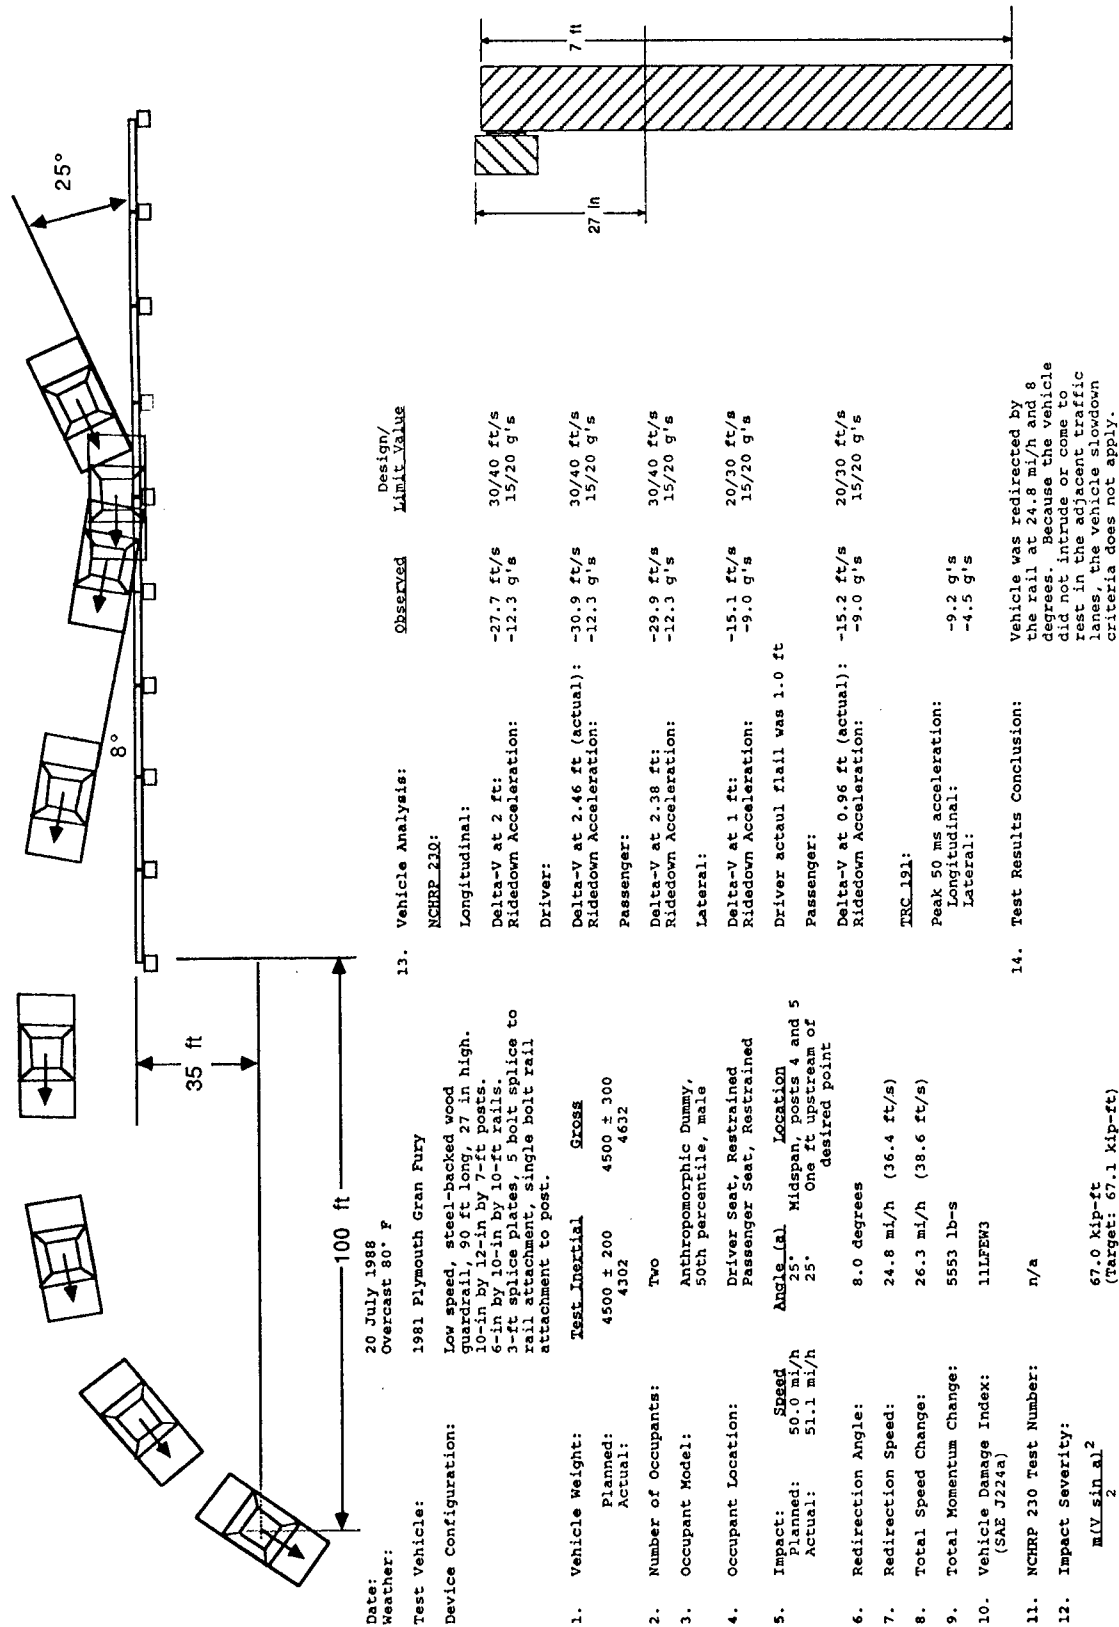 25°
8°
35 ft
100 ft
7 ft
27 in
Date: 20 July 1988
Weather: Overcast 80° F
Test Vehicle: 1981 Plymouth Gran Fury
Device Configuration: Low speed, steel-backed wood
guardrail, 90 ft long, 27 in high.
10-in by 12-in by 7-ft posts.
6-in by 10-in by 10-ft rails.
3-ft splice plates, 5 bolt splice to
rail attachment, single bolt rail
attachment to post.
1. Vehicle Weight: Test Inertial Gross
Planned: 4500 ± 200 4500 ± 300
Actual: 4302 4632
2. Number of Occupants: Two
3. Occupant Model: Anthropomorphic Dummy,
50th percentile, male
4. Occupant Location: Driver Seat, Restrained
Passenger Seat, Restrained
5. Impact: Speed Angle (a) Location
Planned: 50.0 mi/h 25° Midspan, posts 4 and 5
Actual: 51.1 mi/h 25° One ft upstream of
desired point
6. Redirection Angle: 8.0 degrees
7. Redirection Speed: 24.8 mi/h (36.4 ft/s)
8. Total Speed Change: 26.3 mi/h (38.6 ft/s)
9. Total Momentum Change: 5553 lb-s
10. Vehicle Damage Index: 11LFEW3
(SAE J224a)
11. NCHRP 230 Test Number: n/a
12. Impact Severity:
m(V sin a)² 67.0 kip-ft
2 (Target: 67.1 kip-ft)
13. Vehicle Analysis: Observed Design/
Limit Value
NCHRP 230:
Longitudinal:
Delta-V at 2 ft: -27.7 ft/s 30/40 ft/s
Ridedown Acceleration: -12.3 g's 15/20 g's
Driver:
Delta-V at 2.46 ft (actual): -30.9 ft/s 30/40 ft/s
Ridedown Acceleration: -12.3 g's 15/20 g's
Passenger:
Delta-V at 2.38 ft: -29.9 ft/s 30/40 ft/s
Ridedown Acceleration: -12.3 g's 15/20 g's
Lateral:
Delta-V at 1 ft: -15.1 ft/s 20/30 ft/s
Ridedown Acceleration: -9.0 g's 15/20 g's
Driver actaul flail was 1.0 ft
Passenger:
Delta-V at 0.96 ft (actual): -15.2 ft/s 20/30 ft/s
Ridedown Acceleration: -9.0 g's 15/20 g's
TRC 191:
Peak 50 ms acceleration:
Longitudinal: -9.2 g's
Lateral: -4.5 g's
14. Test Results Conclusion: Vehicle was redirected by
the rail at 24.8 mi/h and 8
degrees. Because the vehicle
did not intrude or come to
rest in the adjacent traffic
lanes, the vehicle slowdown
criteria does not apply.